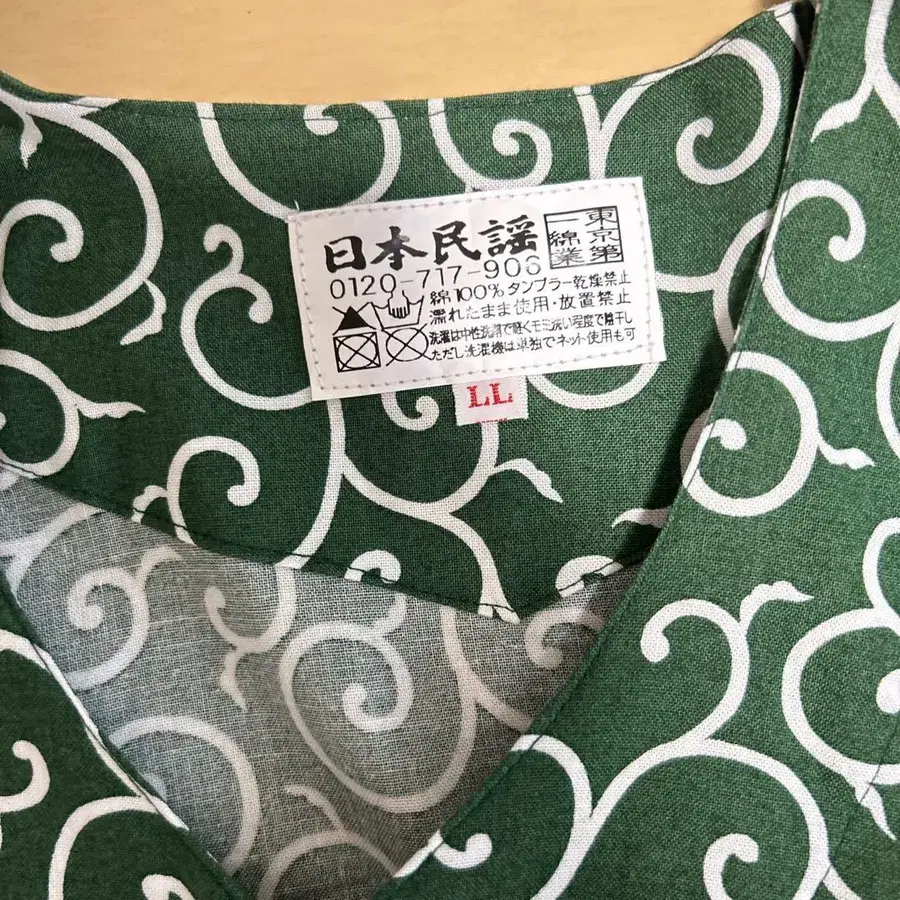 日本民謡
東京第一綿業
0120-717-906
綿100%タンブラー乾燥禁止
濡れたまま使用・放置禁止
洗濯は中性洗剤で軽くモミ洗い程度で陰干し
ただし洗濯機は単独でネット使用も可
LL